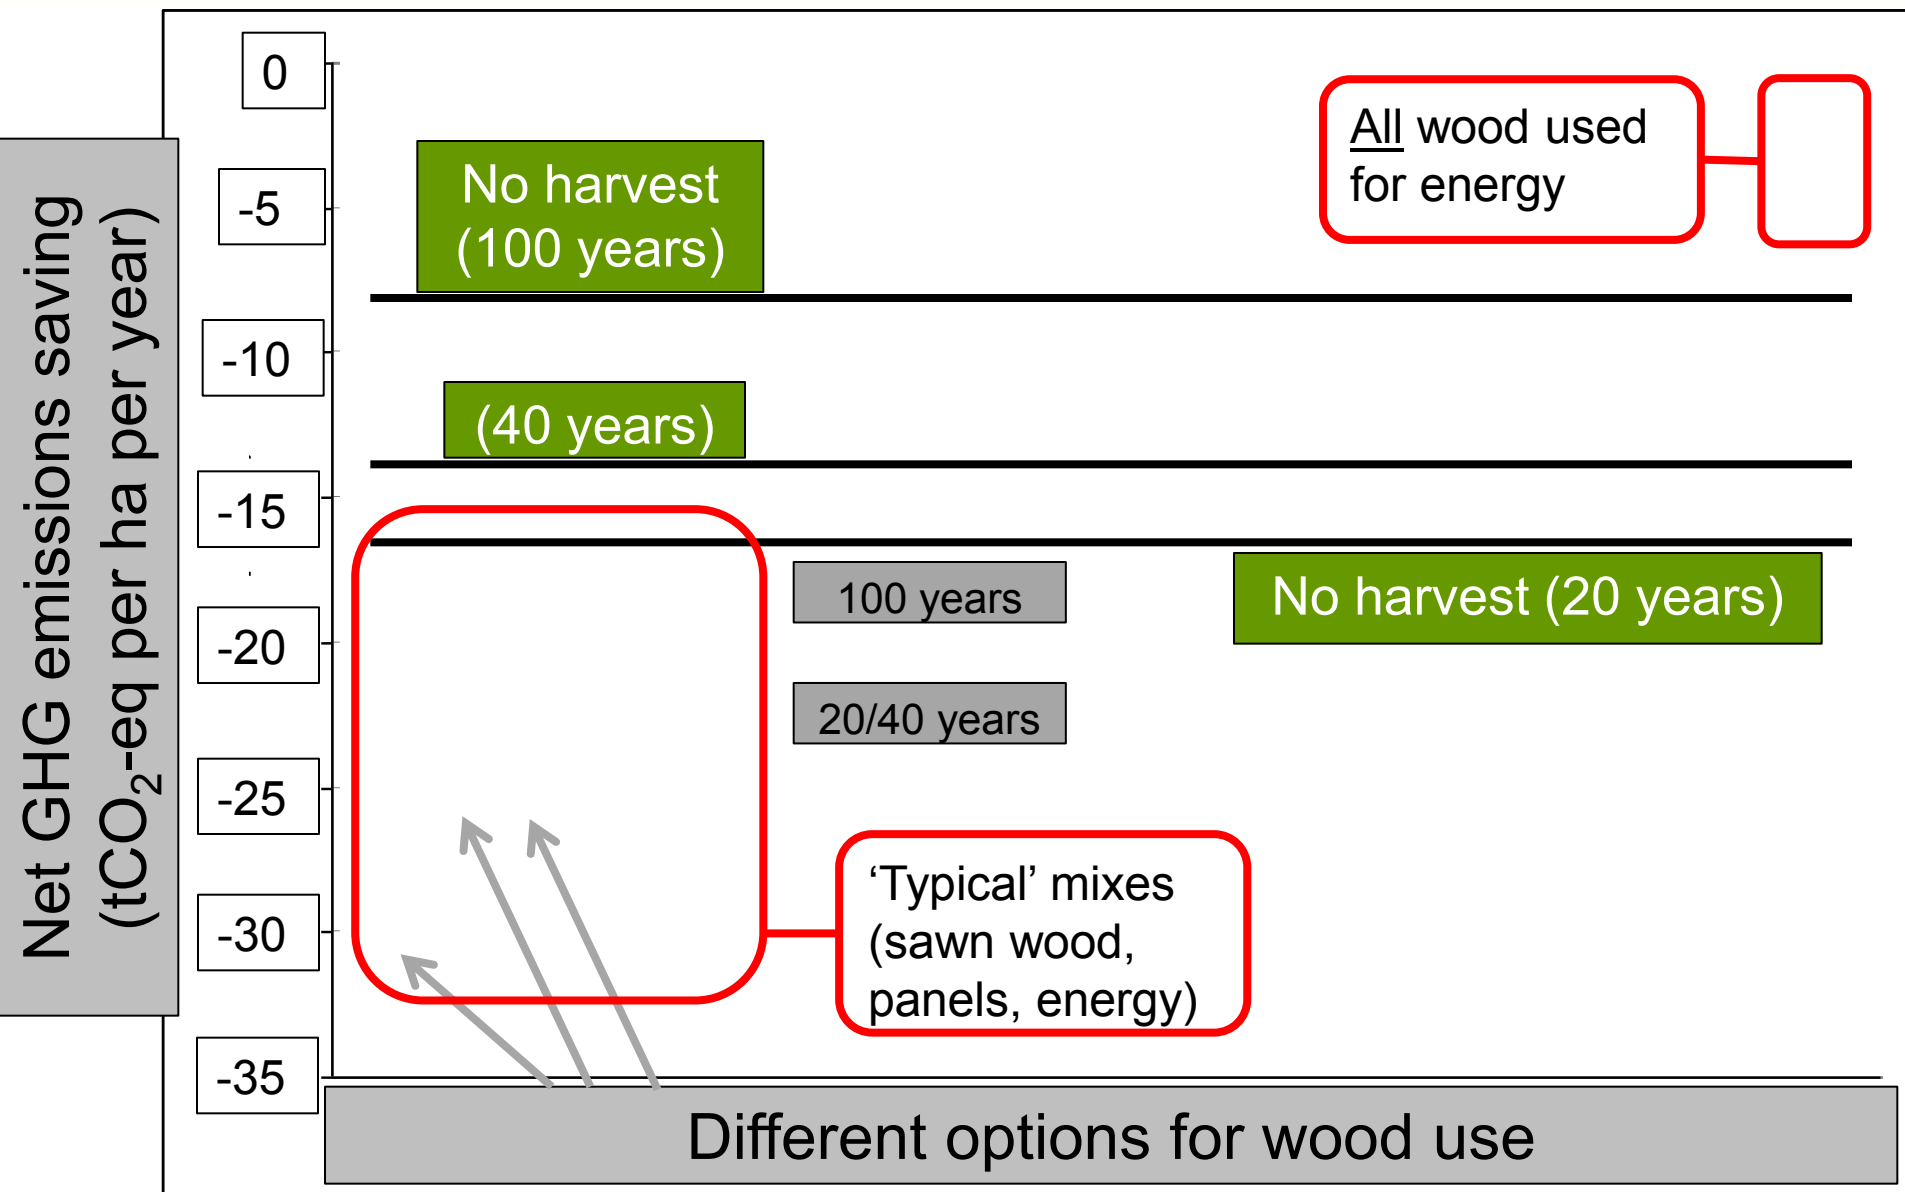 Net GHG emissions saving
(tCO₂-eq per ha per year)
0
-5
-10
-15
-20
-25
-30
-35
No harvest
(100 years)
All wood used
for energy
(40 years)
100 years
No harvest (20 years)
20/40 years
‘Typical’ mixes
(sawn wood,
panels, energy)
Different options for wood use